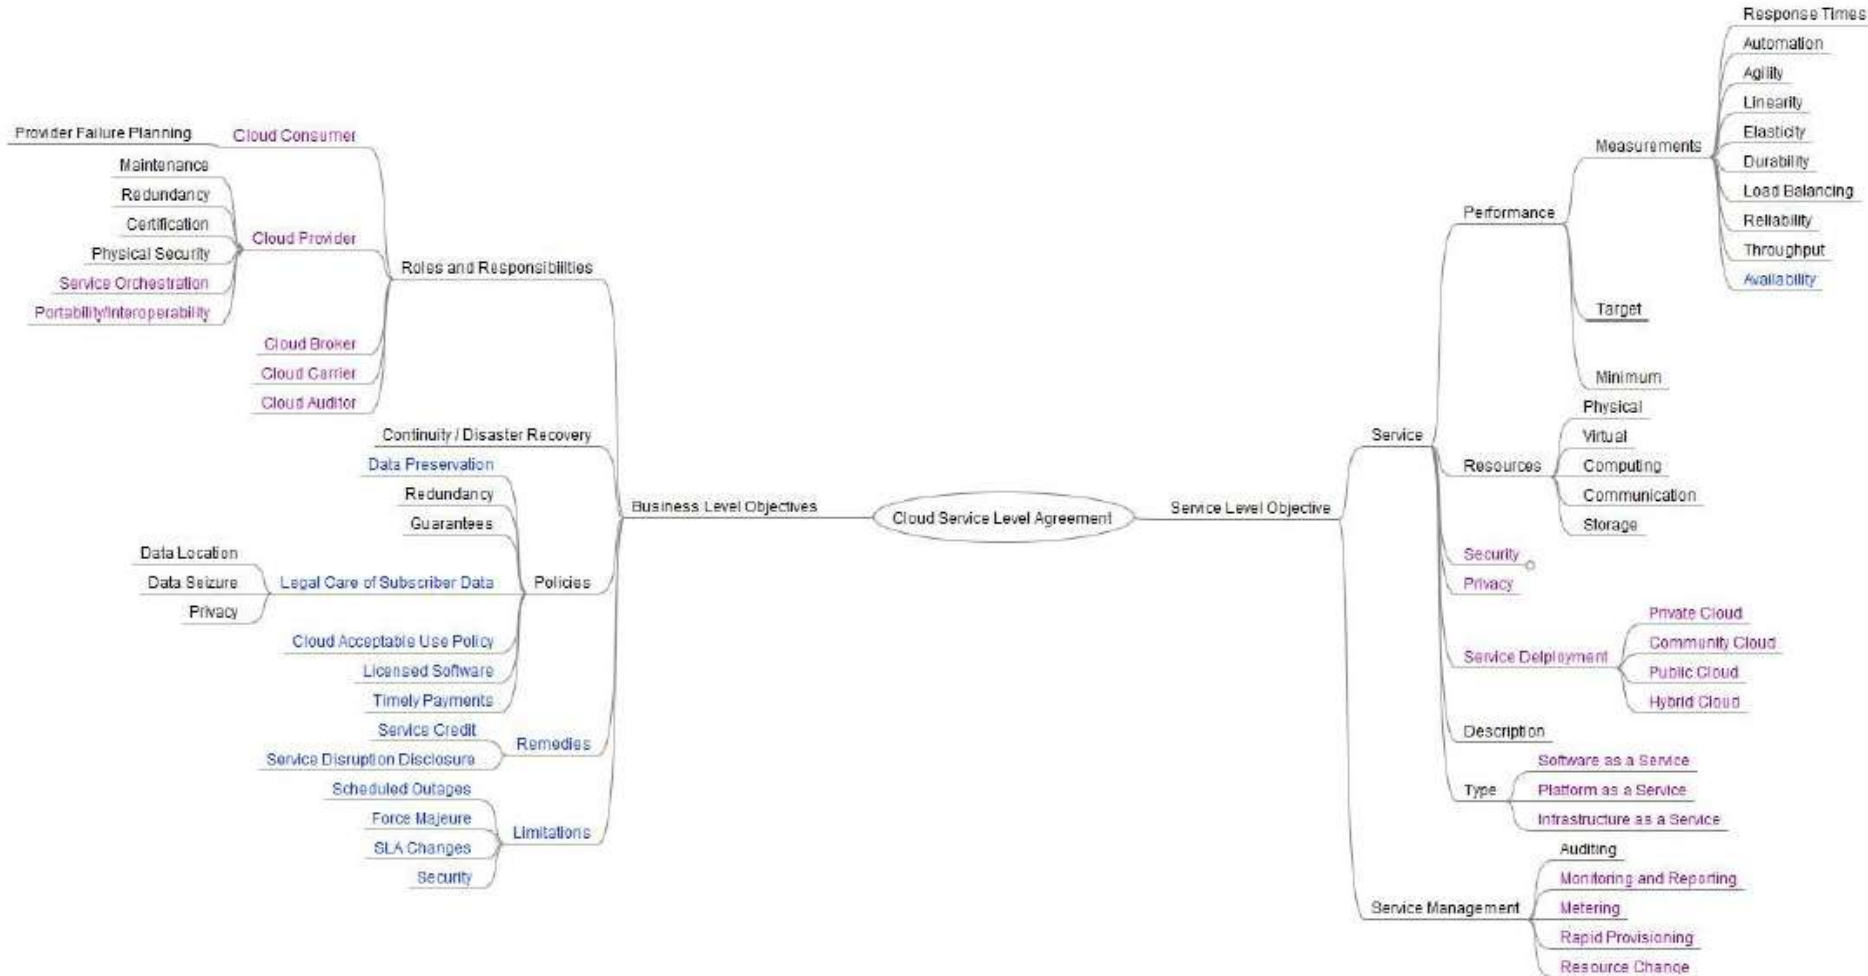 Cloud Service Level Agreement
Business Level Objectives
Roles and Responsibilities
Cloud Consumer
Provider Failure Planning
Cloud Provider
Maintenance
Redundancy
Certification
Physical Security
Service Orchestration
Portability/Interoperability
Cloud Broker
Cloud Carrier
Cloud Auditor
Continuity / Disaster Recovery
Policies
Data Preservation
Redundancy
Guarantees
Legal Care of Subscriber Data
Data Location
Data Seizure
Privacy
Cloud Acceptable Use Policy
Licensed Software
Timely Payments
Remedies
Service Credit
Service Disruption Disclosure
Limitations
Scheduled Outages
Force Majeure
SLA Changes
Security
Service Level Objective
Service
Performance
Measurements
Response Times
Automation
Agility
Linearity
Elasticity
Durability
Load Balancing
Reliability
Throughput
Availability
Target
Minimum
Resources
Physical
Virtual
Computing
Communication
Storage
Security
Privacy
Service Delployment
Private Cloud
Community Cloud
Public Cloud
Hybrid Cloud
Description
Type
Software as a Service
Platform as a Service
Infrastructure as a Service
Service Management
Auditing
Monitoring and Reporting
Metering
Rapid Provisioning
Resource Change